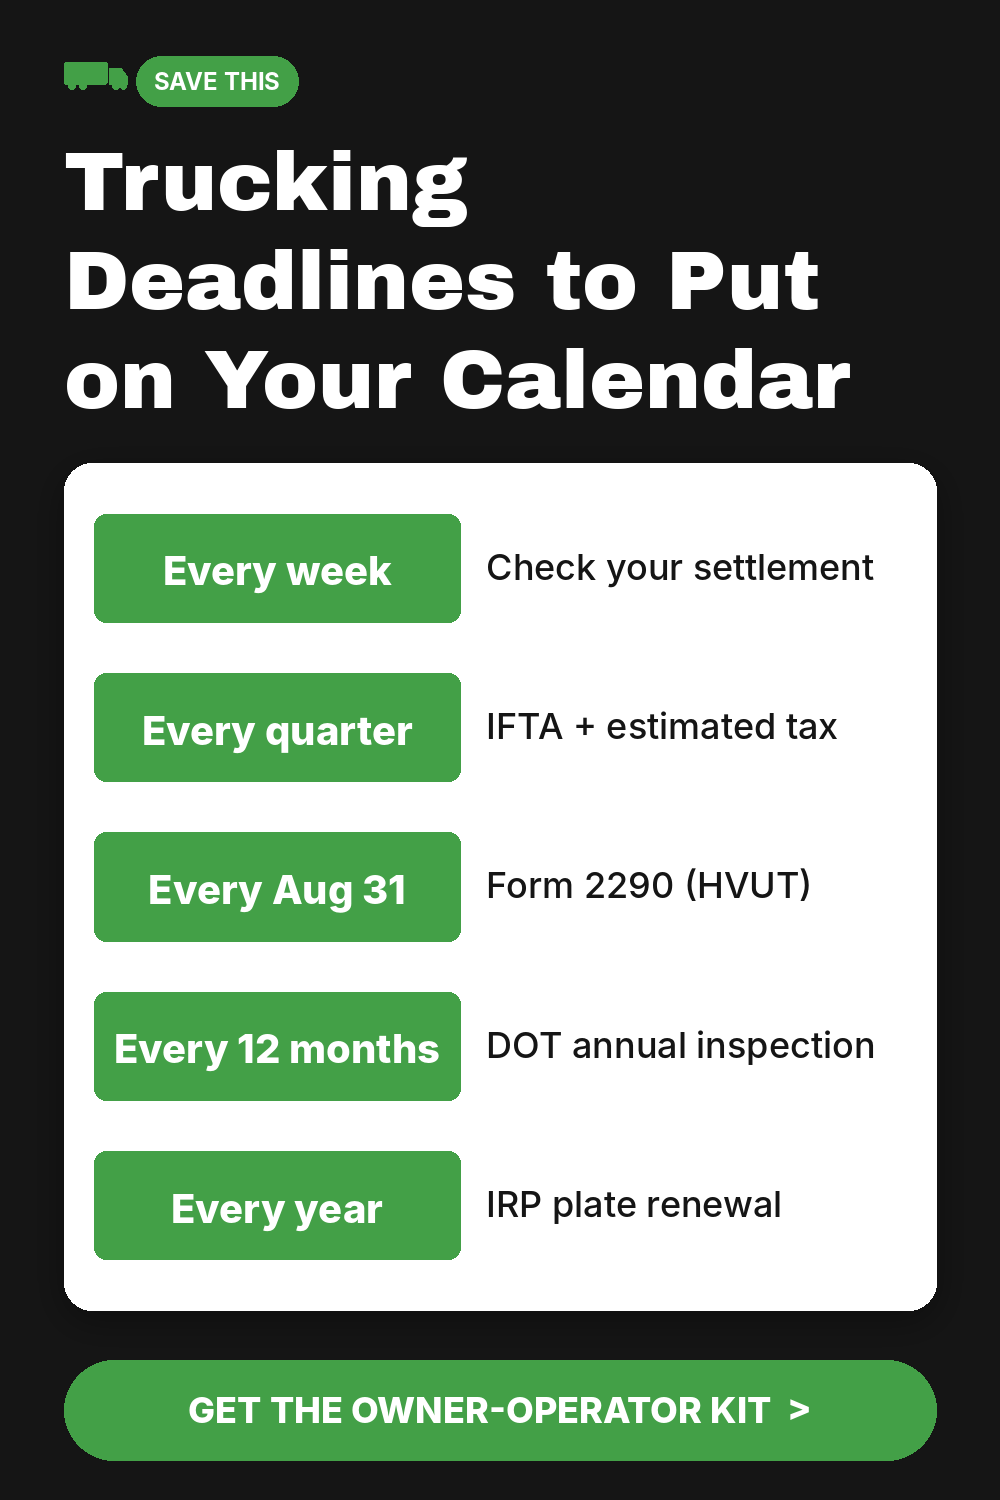 SAVE THIS
Trucking
Deadlines to Put
on Your Calendar
Every week
Check your settlement
Every quarter
IFTA + estimated tax
Every Aug 31
Form 2290 (HVUT)
Every 12 months
DOT annual inspection
Every year
IRP plate renewal
GET THE OWNER-OPERATOR KIT >